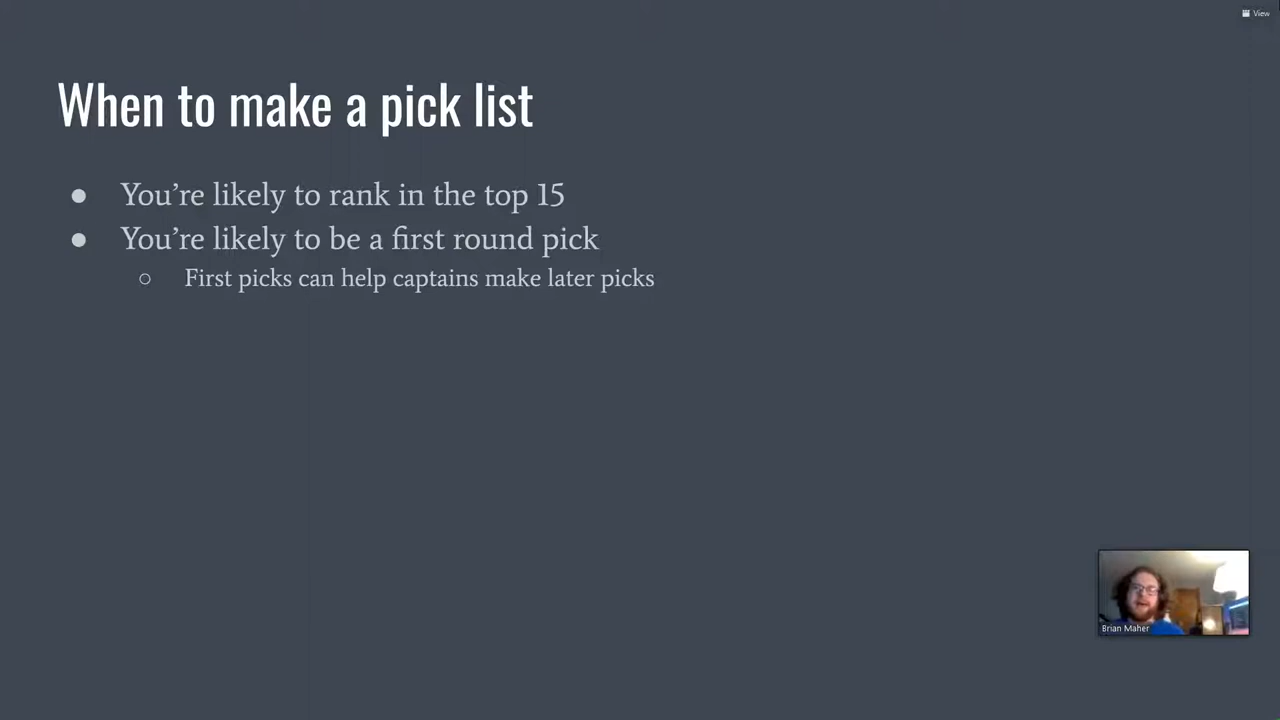 View
When to make a pick list
● You’re likely to rank in the top 15
● You’re likely to be a first round pick
○ First picks can help captains make later picks
Brian Maher